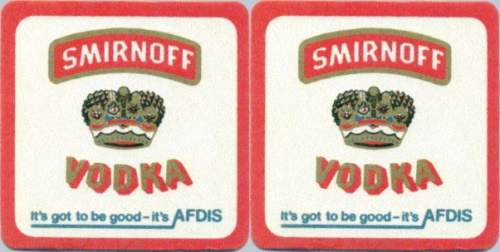 SMIRNOFF
VODKA
It's got to be good–it's AFDIS
SMIRNOFF
VODKA
It's got to be good–it's AFDIS